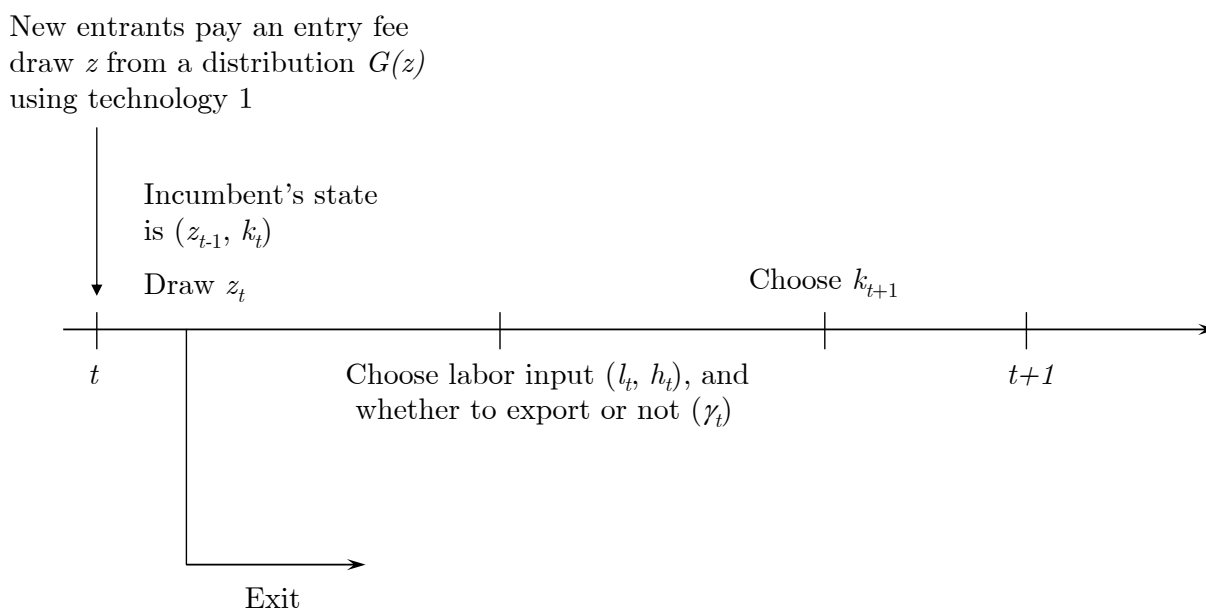 New entrants pay an entry fee
draw z from a distribution G(z)
using technology 1
Incumbent's state
is (z_{t-1}, k_t)
Draw z_t
Choose k_{t+1}
t
Choose labor input (l_t, h_t), and
whether to export or not (γ_t)
t+1
Exit